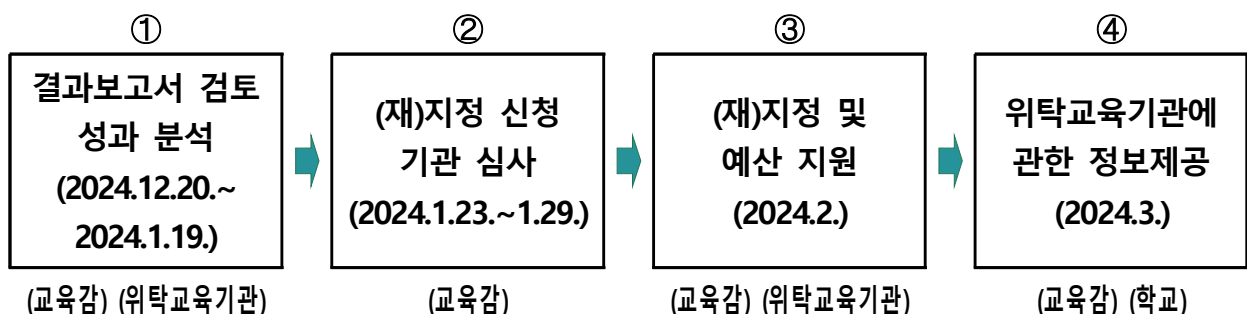 ①
결과보고서 검토
성과 분석
(2024.12.20.~
2024.1.19.)
(교육감) (위탁교육기관)
②
(재)지정 신청
기관 심사
(2024.1.23.~1.29.)
(교육감)
③
(재)지정 및
예산 지원
(2024.2.)
(교육감) (위탁교육기관)
④
위탁교육기관에
관한 정보제공
(2024.3.)
(교육감) (학교)